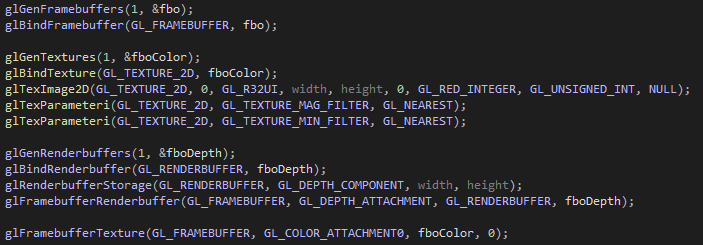 glGenFramebuffers(1, &fbo);
glBindFramebuffer(GL_FRAMEBUFFER, fbo);
glGenTextures(1, &fboColor);
glBindTexture(GL_TEXTURE_2D, fboColor);
glTexImage2D(GL_TEXTURE_2D, 0, GL_R32UI, width, height, 0, GL_RED_INTEGER, GL_UNSIGNED_INT, NULL);
glTexParameteri(GL_TEXTURE_2D, GL_TEXTURE_MAG_FILTER, GL_NEAREST);
glTexParameteri(GL_TEXTURE_2D, GL_TEXTURE_MIN_FILTER, GL_NEAREST);
glGenRenderbuffers(1, &fboDepth);
glBindRenderbuffer(GL_RENDERBUFFER, fboDepth);
glRenderbufferStorage(GL_RENDERBUFFER, GL_DEPTH_COMPONENT, width, height);
glFramebufferRenderbuffer(GL_FRAMEBUFFER, GL_DEPTH_ATTACHMENT, GL_RENDERBUFFER, fboDepth);
glFramebufferTexture(GL_FRAMEBUFFER, GL_COLOR_ATTACHMENT0, fboColor, 0);